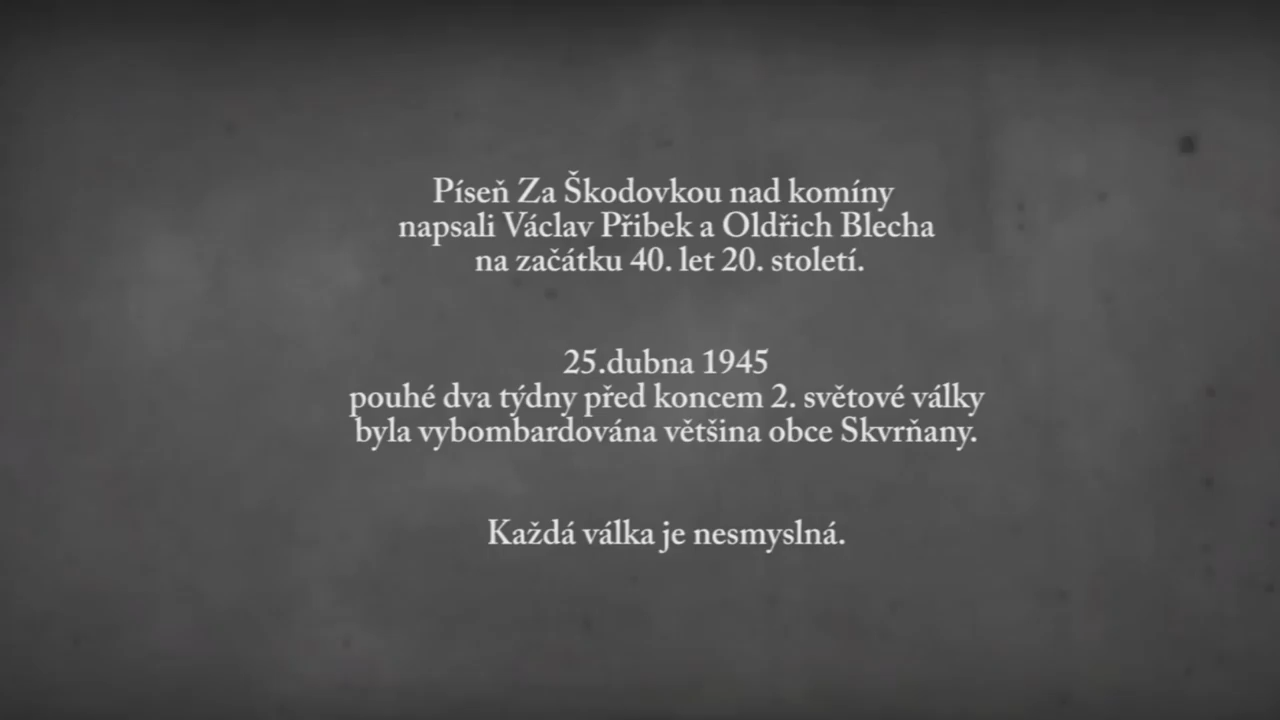 Píseň Za Škodovkou nad komíny
napsali Václav Přibek a Oldřich Blecha
na začátku 40. let 20. století.
25.dubna 1945
pouhé dva týdny před koncem 2. světové války
byla vybombardována většina obce Skvrňany.
Každá válka je nesmyslná.